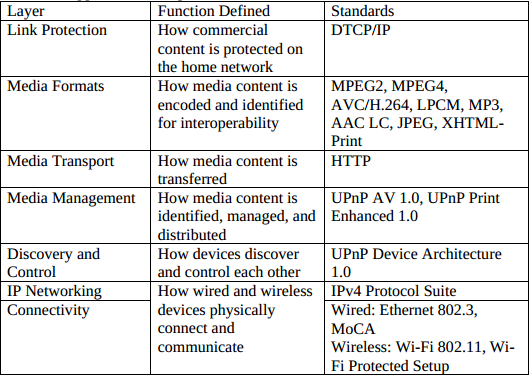 Layer
Function Defined
Standards
Link Protection
How commercial
content is protected on
the home network
DTCP/IP
Media Formats
How media content is
encoded and identified
for interoperability
MPEG2, MPEG4,
AVC/H.264, LPCM, MP3,
AAC LC, JPEG, XHTML-
Print
Media Transport
How media content is
transferred
HTTP
Media Management
How media content is
identified, managed, and
distributed
UPnP AV 1.0, UPnP Print
Enhanced 1.0
Discovery and
Control
How devices discover
and control each other
UPnP Device Architecture
1.0
IP Networking
How wired and wireless
devices physically
connect and
communicate
IPv4 Protocol Suite
Connectivity
Wired: Ethernet 802.3,
MoCA
Wireless: Wi-Fi 802.11, Wi-
Fi Protected Setup